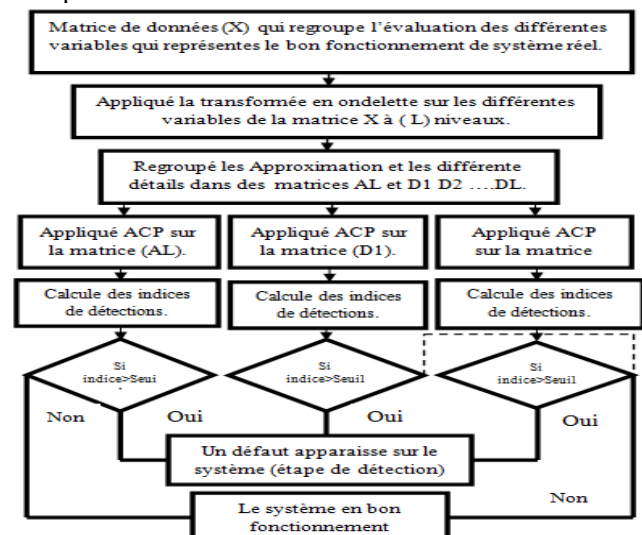 Matrice de données (X) qui regroupe l'évaluation des différentes
variables qui représentes le bon fonctionnement de système réel.
Appliqué la transformée en ondelette sur les différentes
variables de la matrice X à ( L) niveaux.
Regroupé les Approximation et les différente
détails dans des matrices AL et D1 D2 ….DL.
Appliqué ACP sur
la matrice (AL).
Appliqué ACP sur
la matrice (D1).
Appliqué ACP
sur la matrice
Calcule des indices
de détections.
Calcule des indices
de détections.
Calcule des indices
de détections.
Si
indice>Seui
Si
indice>Seuil
Si
indice>Seuil
Non
Oui
Oui
Oui
Un défaut apparaisse sur le
système (étape de détection)
Non
Le système en bon
fonctionnement